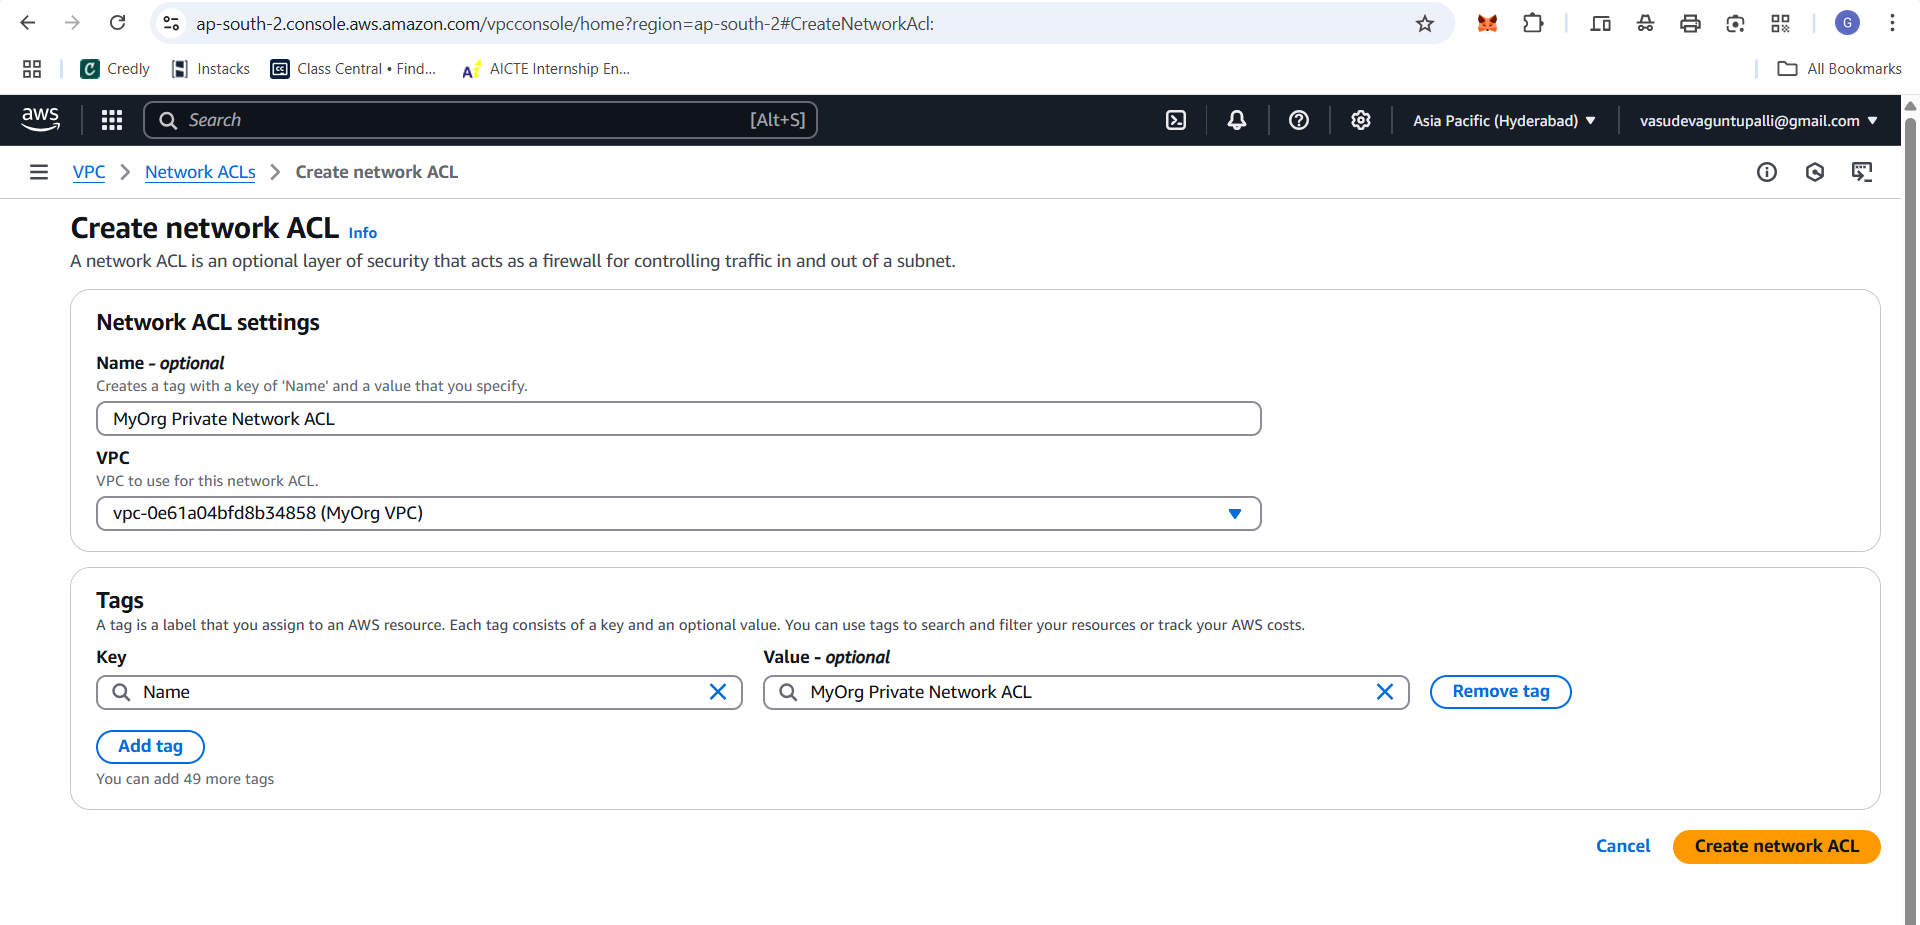 ap-south-2.console.aws.amazon.com/vpcconsole/home?region=ap-south-2#CreateNetworkAcl:
G
Credly
Instacks
Class Central • Find...
AICTE Internship En...
All Bookmarks
aws
Search
[Alt+S]
Asia Pacific (Hyderabad)
vasudevaguntupalli@gmail.com
VPC
Network ACLs
Create network ACL
Create network ACL Info
A network ACL is an optional layer of security that acts as a firewall for controlling traffic in and out of a subnet.
Network ACL settings
Name - optional
Creates a tag with a key of 'Name' and a value that you specify.
MyOrg Private Network ACL
VPC
VPC to use for this network ACL.
vpc-0e61a04bfd8b34858 (MyOrg VPC)
Tags
A tag is a label that you assign to an AWS resource. Each tag consists of a key and an optional value. You can use tags to search and filter your resources or track your AWS costs.
Key
Value - optional
Name
MyOrg Private Network ACL
Remove tag
Add tag
You can add 49 more tags
Cancel
Create network ACL